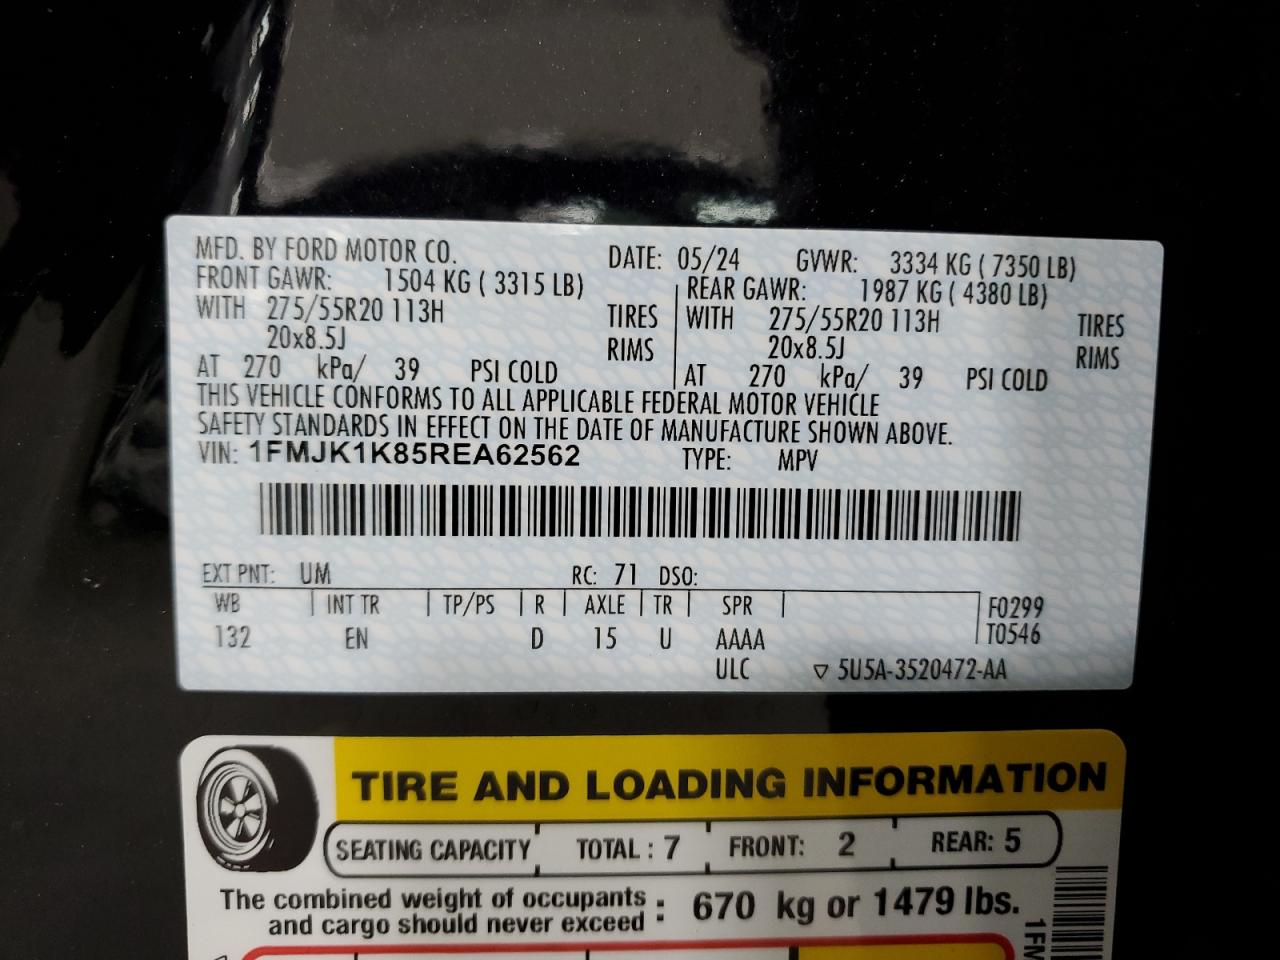 MFD. BY FORD MOTOR CO. DATE: 05/24 GVWR: 3334 KG ( 7350 LB)
FRONT GAWR: 1504 KG ( 3315 LB) REAR GAWR: 1987 KG ( 4380 LB)
WITH 275/55R20 113H TIRES WITH 275/55R20 113H TIRES
20x8.5J RIMS 20x8.5J RIMS
AT 270 kPa/ 39 PSI COLD AT 270 kPa/ 39 PSI COLD
THIS VEHICLE CONFORMS TO ALL APPLICABLE FEDERAL MOTOR VEHICLE
SAFETY STANDARDS IN EFFECT ON THE DATE OF MANUFACTURE SHOWN ABOVE.
VIN: 1FMJK1K85REA62562 TYPE: MPV
EXT PNT: UM RC: 71 DSO:
WB INT TR TP/PS R AXLE TR SPR F0299
132 EN D 15 U AAAA T0546
ULC ▽ 5U5A-3520472-AA
TIRE AND LOADING INFORMATION
SEATING CAPACITY TOTAL : 7 FRONT: 2 REAR: 5
The combined weight of occupants
and cargo should never exceed : 670 kg or 1479 lbs.